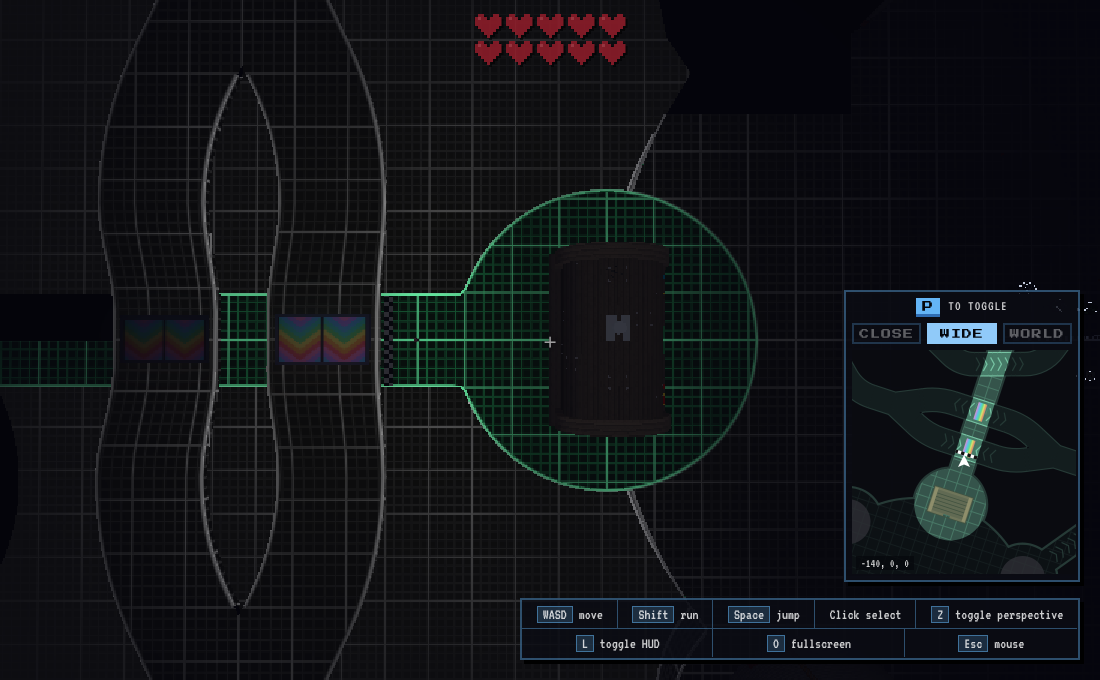 P TO TOGGLE
CLOSE WIDE WORLD
-140, 0, 0
WASD move Shift run Space jump Click select Z toggle perspective
L toggle HUD O fullscreen Esc mouse